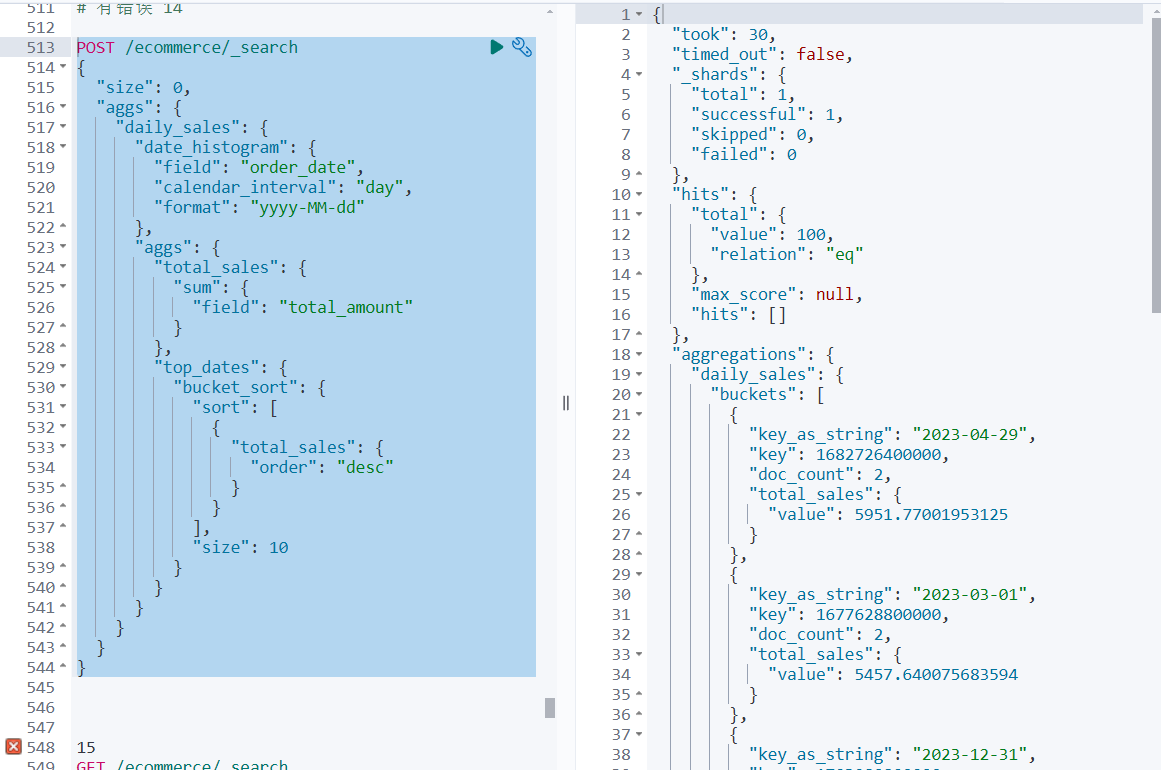 511 # 有错误 14
512
513 POST /ecommerce/_search
514 {
515 "size": 0,
516 "aggs": {
517 "daily_sales": {
518 "date_histogram": {
519 "field": "order_date",
520 "calendar_interval": "day",
521 "format": "yyyy-MM-dd"
522 },
523 "aggs": {
524 "total_sales": {
525 "sum": {
526 "field": "total_amount"
527 }
528 },
529 "top_dates": {
530 "bucket_sort": {
531 "sort": [
532 {
533 "total_sales": {
534 "order": "desc"
535 }
536 }
537 ],
538 "size": 10
539 }
540 }
541 }
542 }
543 }
544 }
545
546
547
548 15
549 GET /ecommerce/_search
1 {
2 "took": 30,
3 "timed_out": false,
4 "_shards": {
5 "total": 1,
6 "successful": 1,
7 "skipped": 0,
8 "failed": 0
9 },
10 "hits": {
11 "total": {
12 "value": 100,
13 "relation": "eq"
14 },
15 "max_score": null,
16 "hits": []
17 },
18 "aggregations": {
19 "daily_sales": {
20 "buckets": [
21 {
22 "key_as_string": "2023-04-29",
23 "key": 1682726400000,
24 "doc_count": 2,
25 "total_sales": {
26 "value": 5951.77001953125
27 }
28 },
29 {
30 "key_as_string": "2023-03-01",
31 "key": 1677628800000,
32 "doc_count": 2,
33 "total_sales": {
34 "value": 5457.640075683594
35 }
36 },
37 {
38 "key_as_string": "2023-12-31",